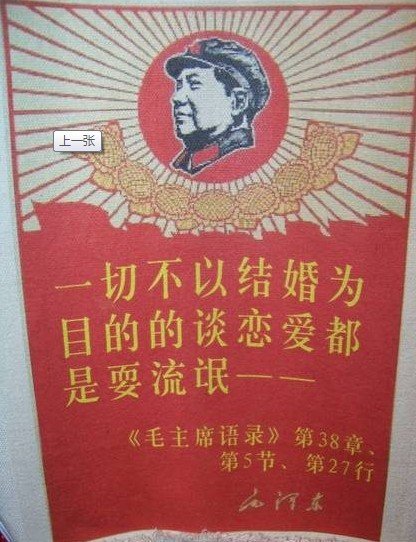 上一张
一切不以结婚为
目的的谈恋爱都
是耍流氓——
《毛主席语录》第38章、
第5节、第27行
毛泽东